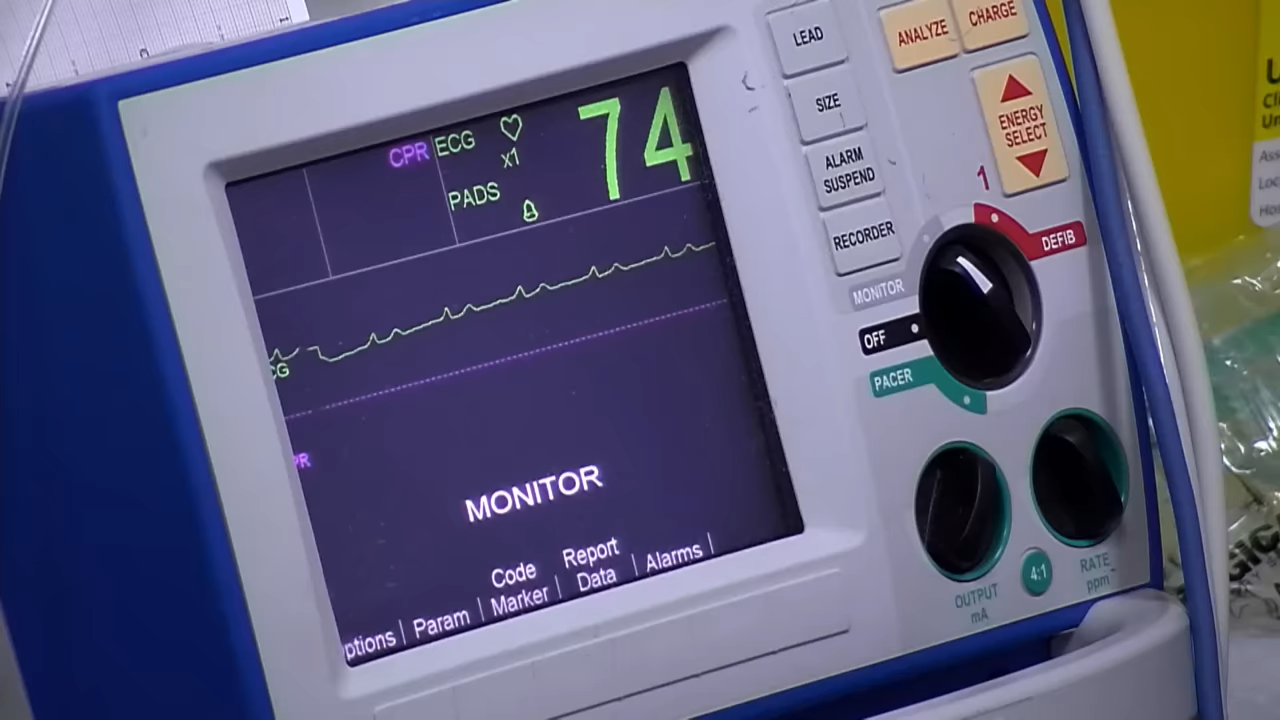 CPR
ECG
x1
PADS
74
CG
PR
MONITOR
ptions
Param
Code
Marker
Report
Data
Alarms
LEAD
SIZE
ALARM
SUSPEND
RECORDER
ANALYZE
CHARGE
ENERGY
SELECT
1
DEFIB
MONITOR
OFF
PACER
OUTPUT
mA
4:1
RATE
ppm